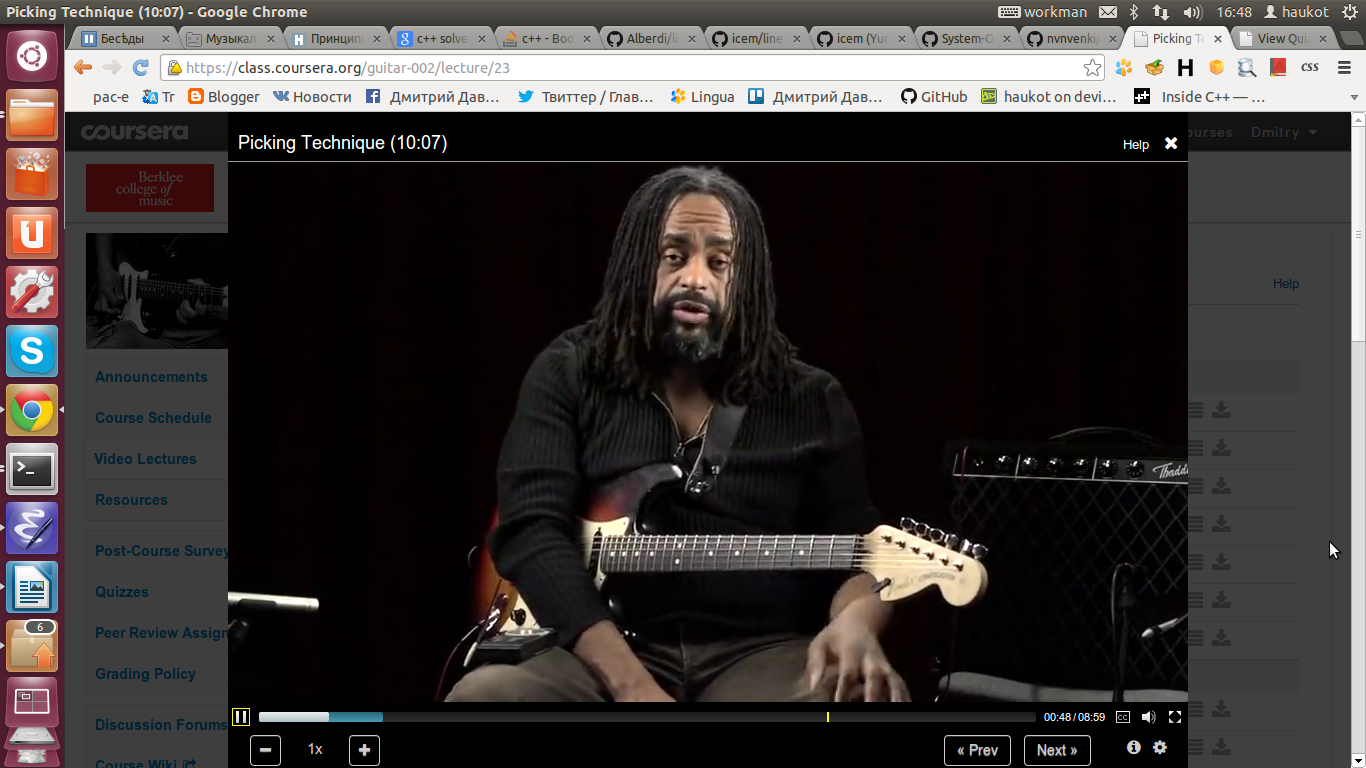 Picking Technique (10:07) - Google Chrome
workman
16:48
haukot
Бесѣды
Музыкал
Принцип
c++ solve
c++ - Boo
Alberdi/li
icem/line
icem (Yur
System-O
nvnvenki/
Picking Te
View Qui
https://class.coursera.org/guitar-002/lecture/23
css
pac-e
Tr
Blogger
Новости
Дмитрий Дав...
Твиттер / Глав...
Lingua
Дмитрий Дав...
GitHub
haukot on devi...
Inside C++ — ...
coursera
ourses
Dmitry
Picking Technique (10:07)
Help
Berklee
college of
music
Help
Announcements
Course Schedule
Video Lectures
Resources
Post-Course Survey
Quizzes
Peer Review Assign
Grading Policy
Discussion Forums
Course Wiki
6
00:48 / 08:59
CC
1x
« Prev
Next »